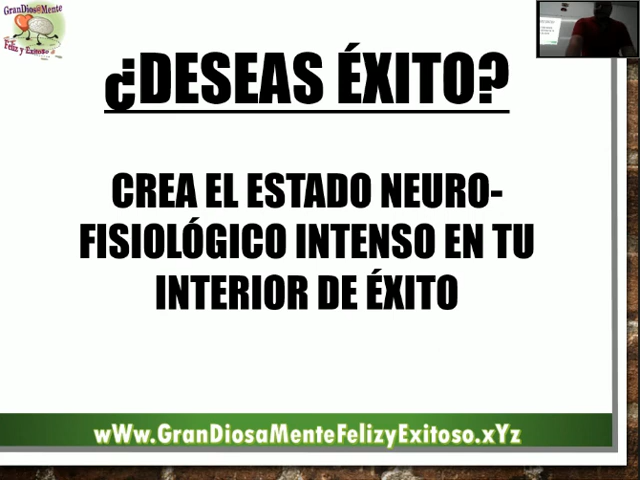 GranDios@Mente
Feliz y Exitoso
¿DESEAS ÉXITO?
CREA EL ESTADO NEURO-
FISIOLÓGICO INTENSO EN TU
INTERIOR DE ÉXITO
wWw.GranDiosaMenteFelizyExitoso.xYz